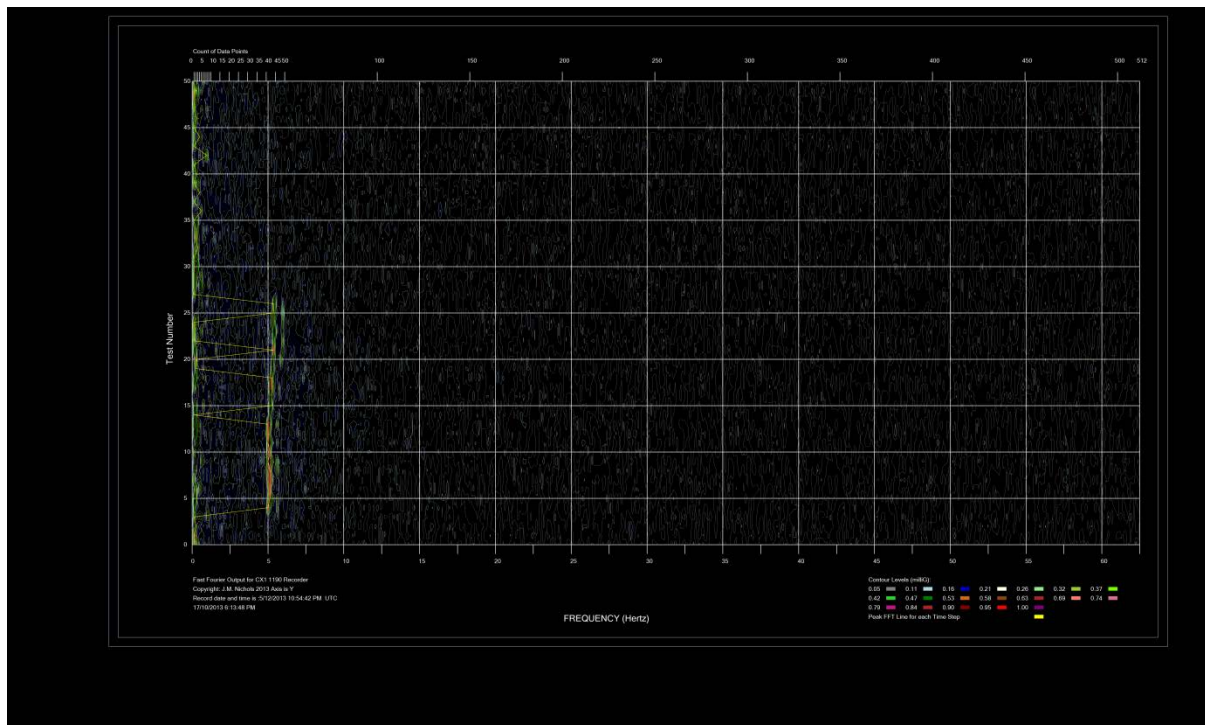 Count of Data Points
0 5 10 15 20 25 30 35 40 45 50 100 150 200 250 300 350 400 450 500 512
50
45
40
35
30
25
20
15
10
5
0
Test Number
0 5 10 15 20 25 30 35 40 45 50 55 60
Fast Fourier Output for CX1 1190 Recorder
Copyright: J.M. Nichols 2013 Axis is Y
Record date and time is :5/12/2013 10:54:42 PM UTC
17/10/2013 6:13:48 PM
FREQUENCY (Hertz)
Contour Levels (milliG):
0.05 0.11 0.16 0.21 0.26 0.32 0.37
0.42 0.47 0.53 0.58 0.63 0.69 0.74
0.79 0.84 0.90 0.95 1.00
Peak FFT Line for each Time Step